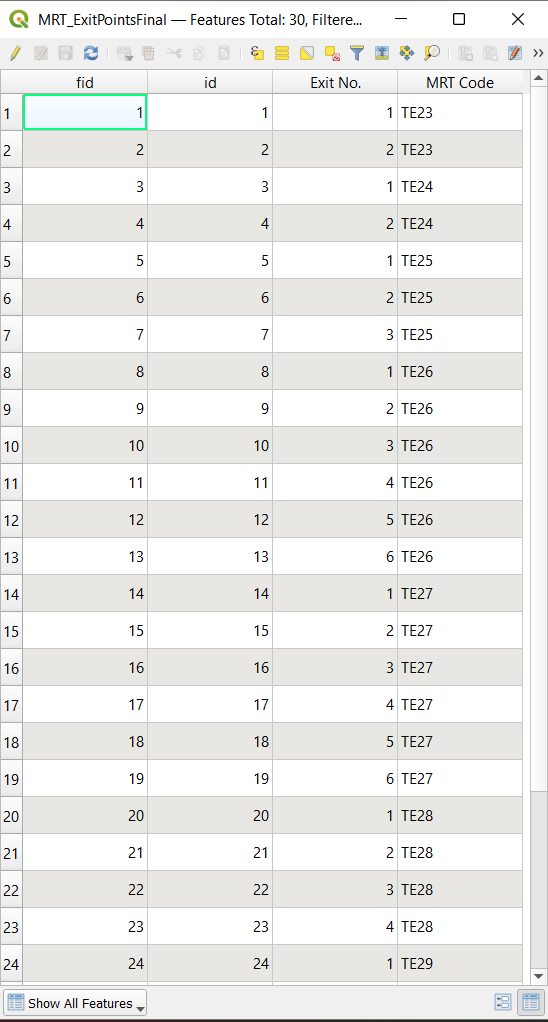 MRT_ExitPointsFinal — Features Total: 30, Filtere...
fid id Exit No. MRT Code
1 1 1 1 TE23
2 2 2 2 TE23
3 3 3 1 TE24
4 4 4 2 TE24
5 5 5 1 TE25
6 6 6 2 TE25
7 7 7 3 TE25
8 8 8 1 TE26
9 9 9 2 TE26
10 10 10 3 TE26
11 11 11 4 TE26
12 12 12 5 TE26
13 13 13 6 TE26
14 14 14 1 TE27
15 15 15 2 TE27
16 16 16 3 TE27
17 17 17 4 TE27
18 18 18 5 TE27
19 19 19 6 TE27
20 20 20 1 TE28
21 21 21 2 TE28
22 22 22 3 TE28
23 23 23 4 TE28
24 24 24 1 TE29
Show All Features